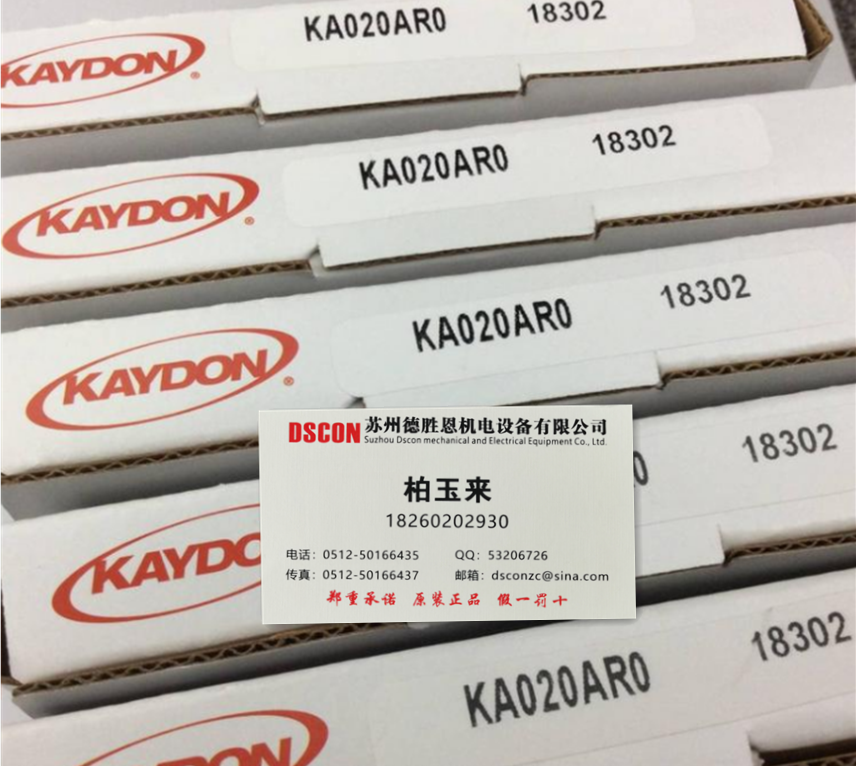 KA020AR0 18302
KAYDON®
KA020AR0 18302
KAYDON®
KA020AR0 18302
KAYDON®
DSCON 苏州德胜恩机电设备有限公司
Suzhou Dscon mechanical and Electrical Equipment Co., Ltd.
柏玉来
18260202930
电话：0512-50166435 QQ：53206726
传真：0512-50166437 邮箱：dsconzc@sina.com
郑重承诺 原装正品 假一罚十
0 18302
KAYDO
KA020AR0 18302
KAYDON